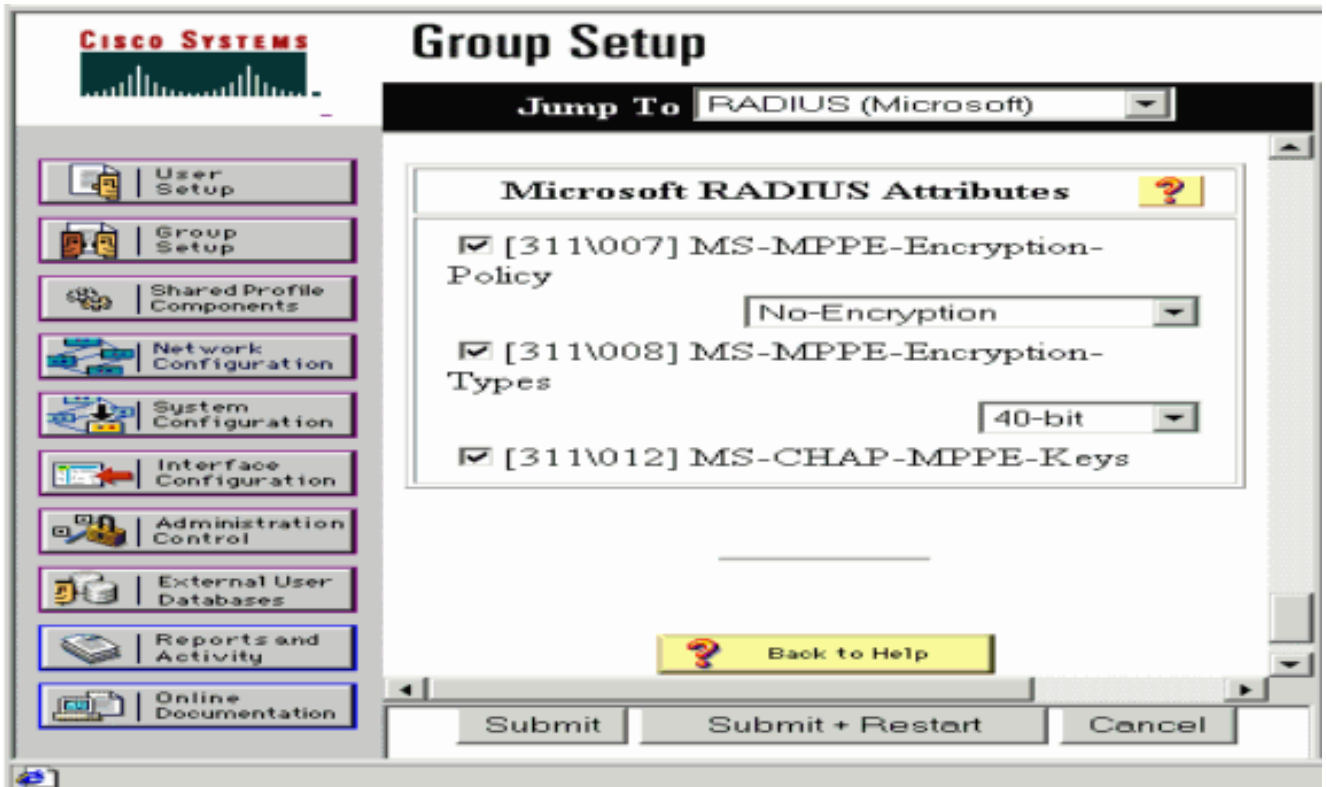 CISCO SYSTEMS
Group Setup
Jump To RADIUS (Microsoft)
User
Setup
Group
Setup
Shared Profile
Components
Network
Configuration
System
Configuration
Interface
Configuration
Administration
Control
External User
Databases
Reports and
Activity
Online
Documentation
Microsoft RADIUS Attributes
?
[311\007] MS-MPPE-Encryption-
Policy
No-Encryption
[311\008] MS-MPPE-Encryption-
Types
40-bit
[311\012] MS-CHAP-MPPE-Keys
? Back to Help
Submit
Submit + Restart
Cancel